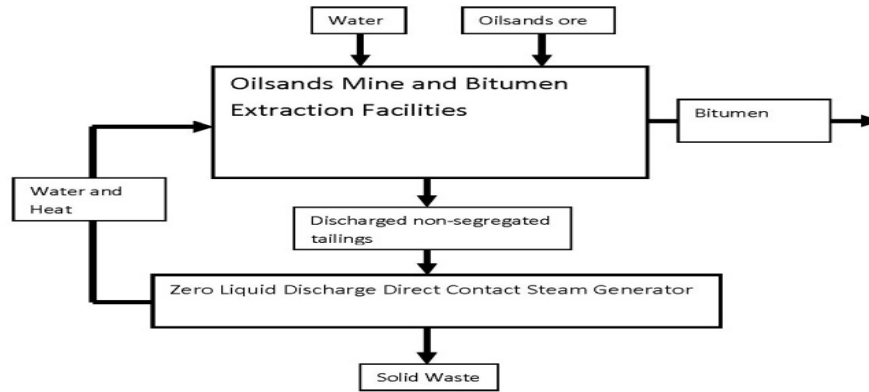 Water
Oilsands ore
Oilsands Mine and Bitumen
Extraction Facilities
Bitumen
Water and
Heat
Discharged non-segregated
tailings
Zero Liquid Discharge Direct Contact Steam Generator
Solid Waste